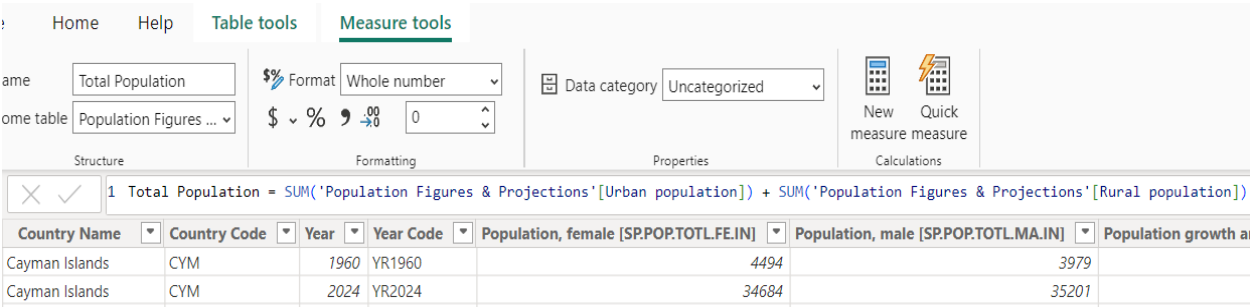 e Home Help Table tools Measure tools
ame Total Population
ome table Population Figures ...
Structure
$% Format Whole number
$ % 9 .00 →.0 0
Formatting
Data category Uncategorized
Properties
New measure
Quick measure
Calculations
1 Total Population = SUM('Population Figures & Projections'[Urban population]) + SUM('Population Figures & Projections'[Rural population])
Country Name Country Code Year Year Code Population, female [SP.POP.TOTL.FE.IN] Population, male [SP.POP.TOTL.MA.IN] Population growth an
Cayman Islands CYM 1960 YR1960 4494 3979
Cayman Islands CYM 2024 YR2024 34684 35201